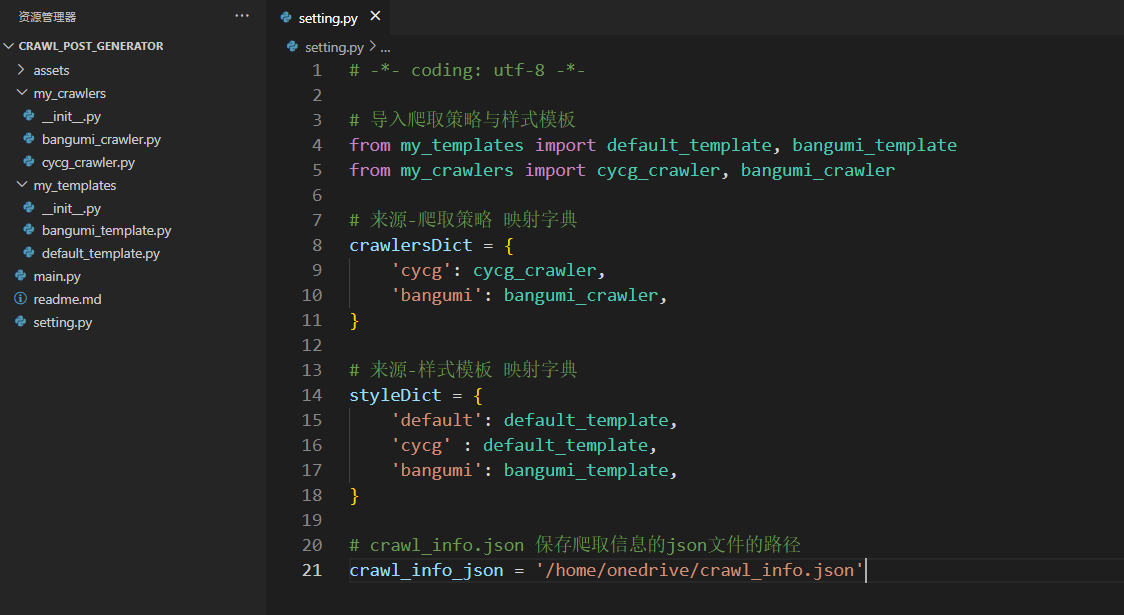 资源管理器
···
CRAWL_POST_GENERATOR
assets
my_crawlers
__init__.py
bangumi_crawler.py
cycg_crawler.py
my_templates
__init__.py
bangumi_template.py
default_template.py
main.py
readme.md
setting.py
setting.py ×
setting.py > ...
1 # -*- coding: utf-8 -*-
2
3 # 导入爬取策略与样式模板
4 from my_templates import default_template, bangumi_template
5 from my_crawlers import cycg_crawler, bangumi_crawler
6
7 # 来源-爬取策略 映射字典
8 crawlersDict = {
9     'cycg': cycg_crawler,
10     'bangumi': bangumi_crawler,
11 }
12
13 # 来源-样式模板 映射字典
14 styleDict = {
15     'default': default_template,
16     'cycg' : default_template,
17     'bangumi': bangumi_template,
18 }
19
20 # crawl_info.json 保存爬取信息的json文件的路径
21 crawl_info_json = '/home/onedrive/crawl_info.json'